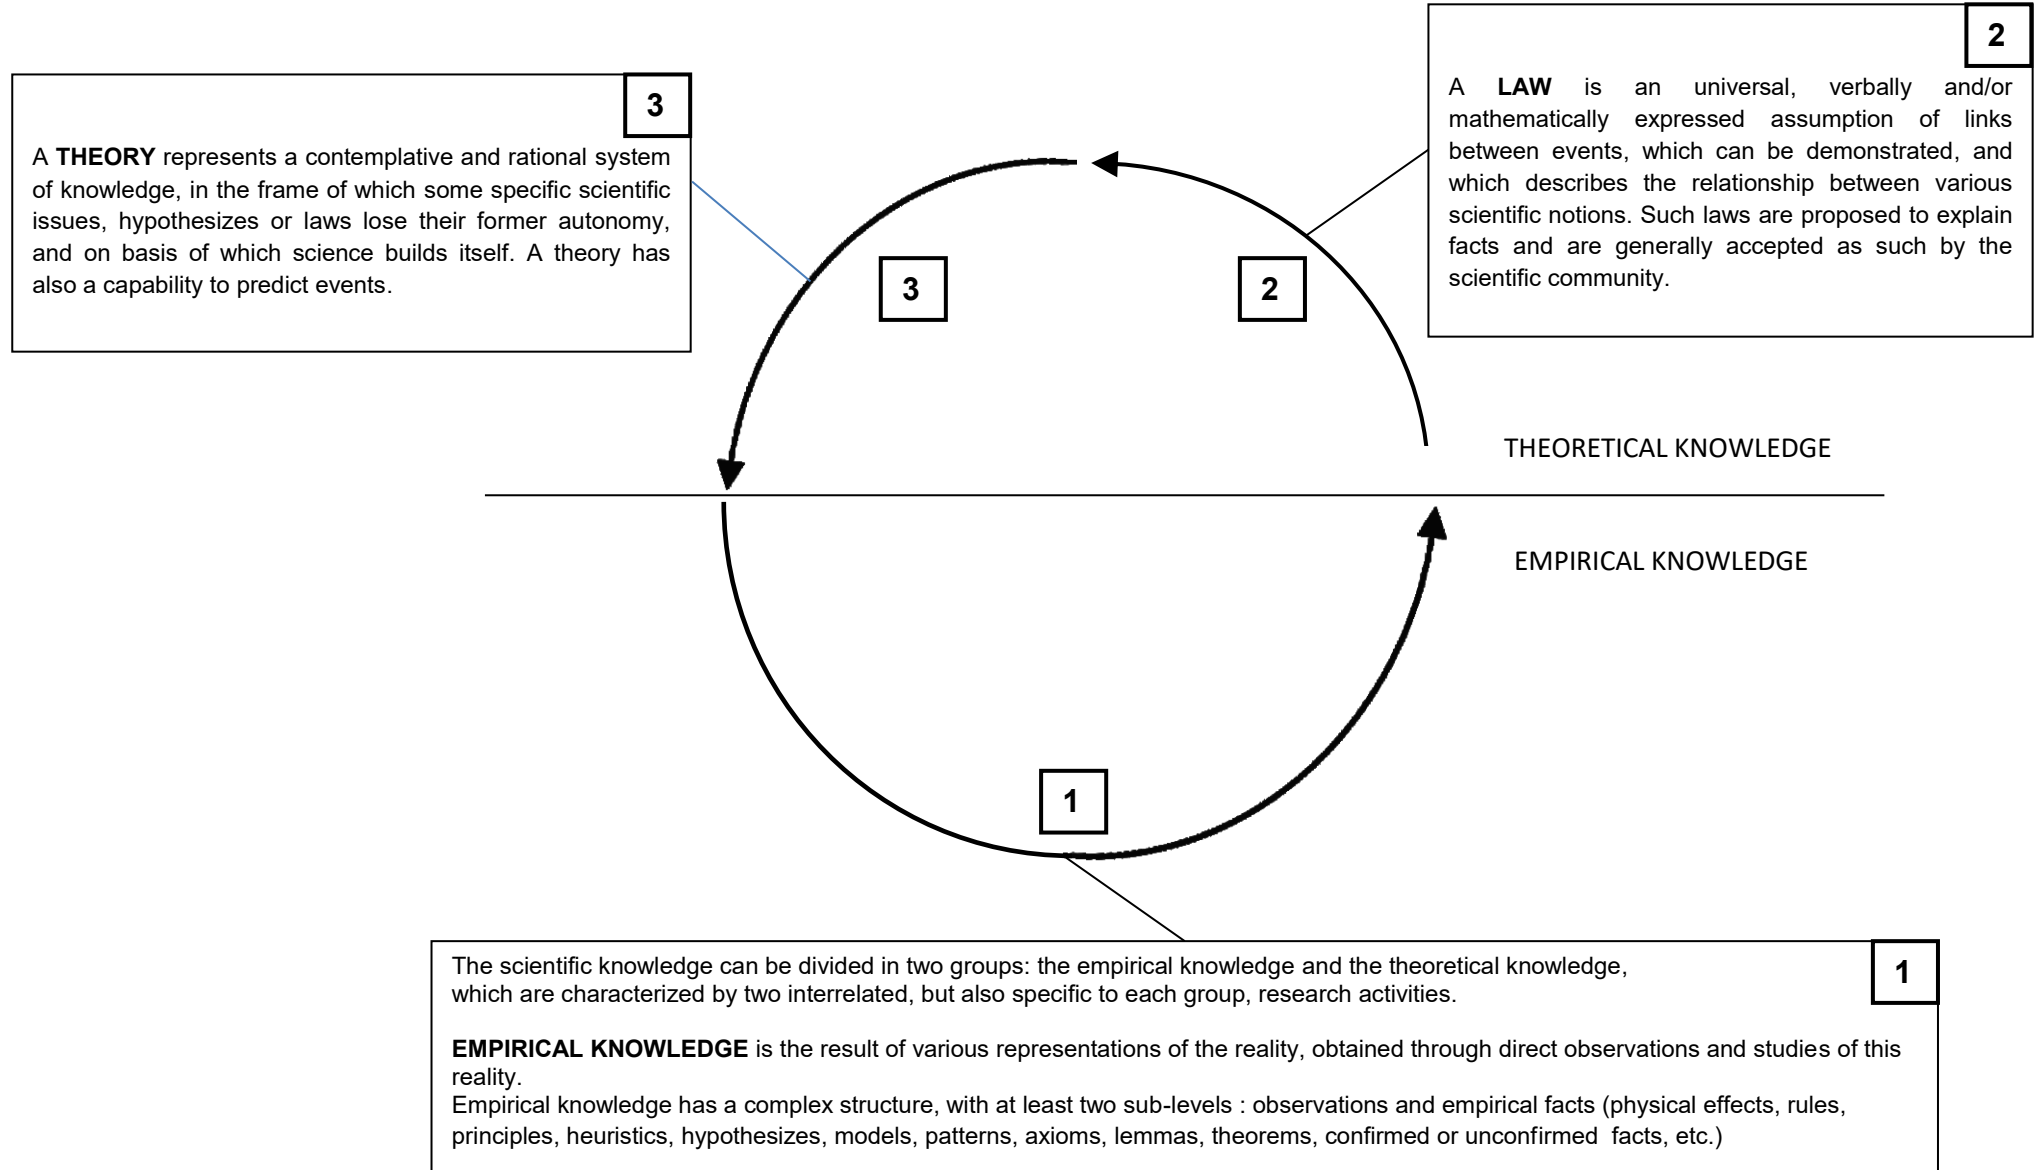 2
A LAW is an universal, verbally and/or
mathematically expressed assumption of links
between events, which can be demonstrated, and
which describes the relationship between various
scientific notions. Such laws are proposed to explain
facts and are generally accepted as such by the
scientific community.
3
A THEORY represents a contemplative and rational system
of knowledge, in the frame of which some specific scientific
issues, hypothesizes or laws lose their former autonomy,
and on basis of which science builds itself. A theory has
also a capability to predict events.
3
2
THEORETICAL KNOWLEDGE
EMPIRICAL KNOWLEDGE
1
1
The scientific knowledge can be divided in two groups: the empirical knowledge and the theoretical knowledge,
which are characterized by two interrelated, but also specific to each group, research activities.
EMPIRICAL KNOWLEDGE is the result of various representations of the reality, obtained through direct observations and studies of this
reality.
Empirical knowledge has a complex structure, with at least two sub-levels : observations and empirical facts (physical effects, rules,
principles, heuristics, hypothesizes, models, patterns, axioms, lemmas, theorems, confirmed or unconfirmed facts, etc.)